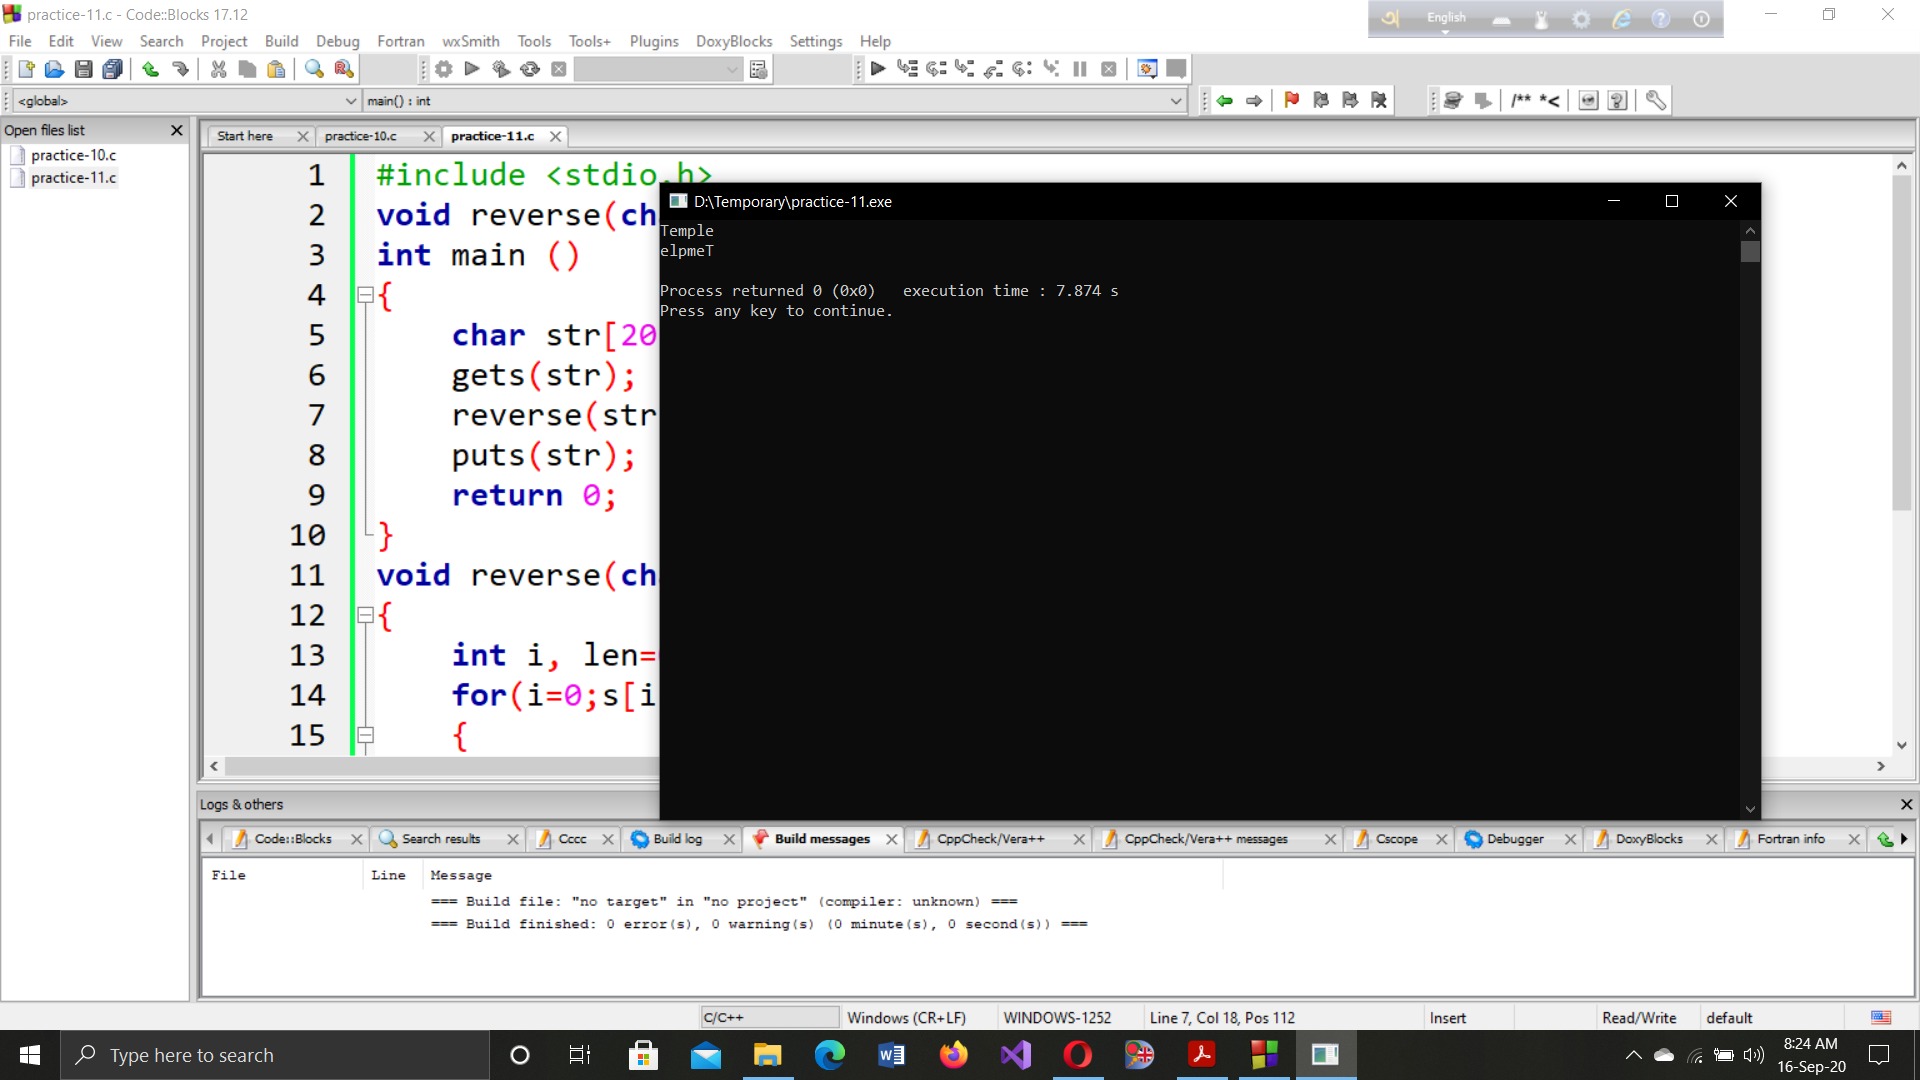 practice-11.c - Code::Blocks 17.12
English
File Edit View Search Project Build Debug Fortran wxSmith Tools Tools+ Plugins DoxyBlocks Settings Help
<global> main() : int
/** *<
Open files list
practice-10.c
practice-11.c
Start here practice-10.c practice-11.c
1 #include <stdio.h>
2 void reverse(ch
3 int main ()
4 {
5 char str[20
6 gets(str);
7 reverse(str
8 puts(str);
9 return 0;
10 }
11 void reverse(ch
12 {
13 int i, len=
14 for(i=0;s[i
15 {
D:\Temporary\practice-11.exe
Temple
elpmeT
Process returned 0 (0x0) execution time : 7.874 s
Press any key to continue.
Logs & others
Code::Blocks Search results Cccc Build log Build messages CppCheck/Vera++ CppCheck/Vera++ messages Cscope Debugger DoxyBlocks Fortran info
File Line Message
=== Build file: "no target" in "no project" (compiler: unknown) ===
=== Build finished: 0 error(s), 0 warning(s) (0 minute(s), 0 second(s)) ===
C/C++ Windows (CR+LF) WINDOWS-1252 Line 7, Col 18, Pos 112 Insert Read/Write default
Type here to search
8:24 AM
16-Sep-20